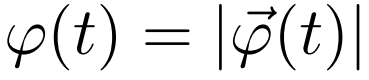 φ(t) = |φ⃗(t)|